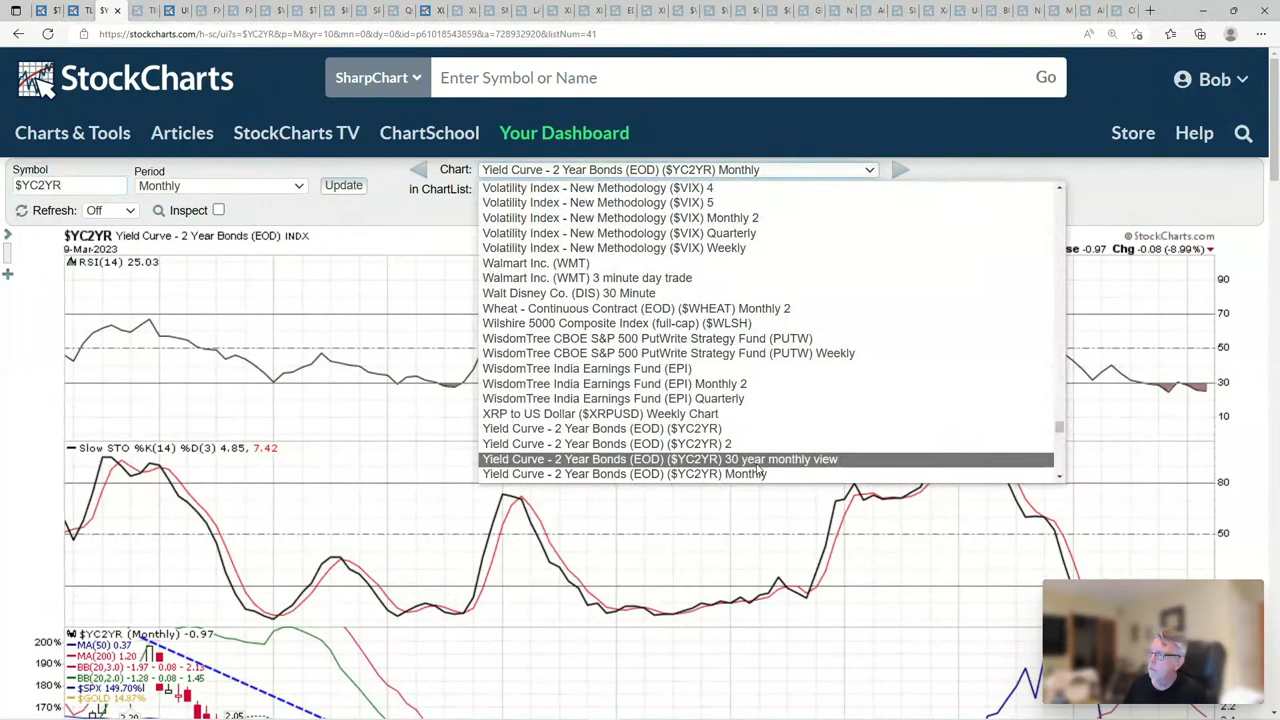 https://stockcharts.com/h-sc/ui?s=$YC2YR&p=M&yr=10&mn=0&dy=0&id=p61018543859&a=728932920&listNum=41
StockCharts
SharpChart
Enter Symbol or Name
Go
Bob
Charts & Tools
Articles
StockCharts TV
ChartSchool
Your Dashboard
Store
Help
Symbol
Period
Chart:
Yield Curve - 2 Year Bonds (EOD) ($YC2YR) Monthly
$YC2YR
Monthly
Update
in ChartList:
Refresh:
Off
Inspect
Volatility Index - New Methodology ($VIX) 4
Volatility Index - New Methodology ($VIX) 5
Volatility Index - New Methodology ($VIX) Monthly 2
Volatility Index - New Methodology ($VIX) Quarterly
Volatility Index - New Methodology ($VIX) Weekly
Walmart Inc. (WMT)
Walmart Inc. (WMT) 3 minute day trade
Walt Disney Co. (DIS) 30 Minute
Wheat - Continuous Contract (EOD) ($WHEAT) Monthly 2
Wilshire 5000 Composite Index (full-cap) ($WLSH)
WisdomTree CBOE S&P 500 PutWrite Strategy Fund (PUTW)
WisdomTree CBOE S&P 500 PutWrite Strategy Fund (PUTW) Weekly
WisdomTree India Earnings Fund (EPI)
WisdomTree India Earnings Fund (EPI) Monthly 2
WisdomTree India Earnings Fund (EPI) Quarterly
XRP to US Dollar ($XRPUSD) Weekly Chart
Yield Curve - 2 Year Bonds (EOD) ($YC2YR)
Yield Curve - 2 Year Bonds (EOD) ($YC2YR) 2
Yield Curve - 2 Year Bonds (EOD) ($YC2YR) 30 year monthly view
Yield Curve - 2 Year Bonds (EOD) ($YC2YR) Monthly
$YC2YR Yield Curve - 2 Year Bonds (EOD) INDX
© StockCharts.com
9-Mar-2023
se -0.97 Chg -0.08 (-8.99%)
RSI(14) 25.03
90
70
50
30
10
Slow STO %K(14) %D(3) 4.85, 7.42
80
50
$YC2YR (Monthly) -0.97
MA(50) 0.37
MA(200) 1.20
BB(20,3.0) -1.97 - 0.08 - 2.13
BB(20,2.0) -1.28 - 0.08 - 1.45
$SPX 149.70%
$GOLD 14.87%
200%
190%
180%
170%
2.20
2.05
2.2